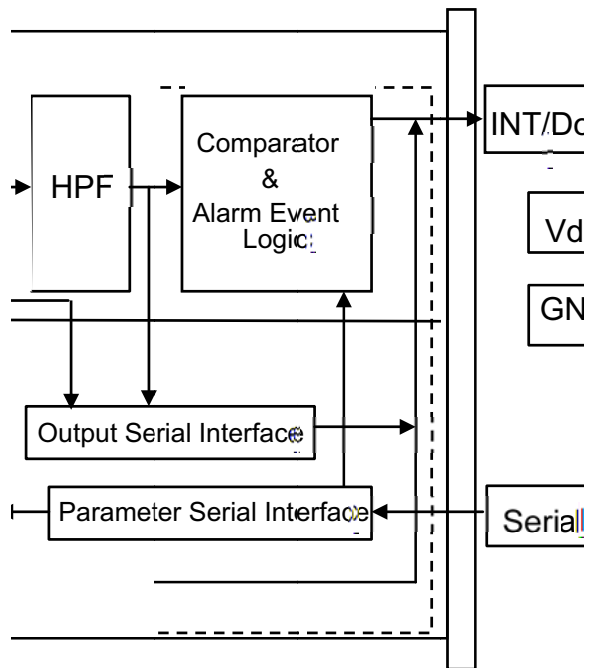 HPF
Comparator
&
Alarm Event
Logic
INT/Do
Vd
GN
Output Serial Interface
Parameter Serial Interface
Serial